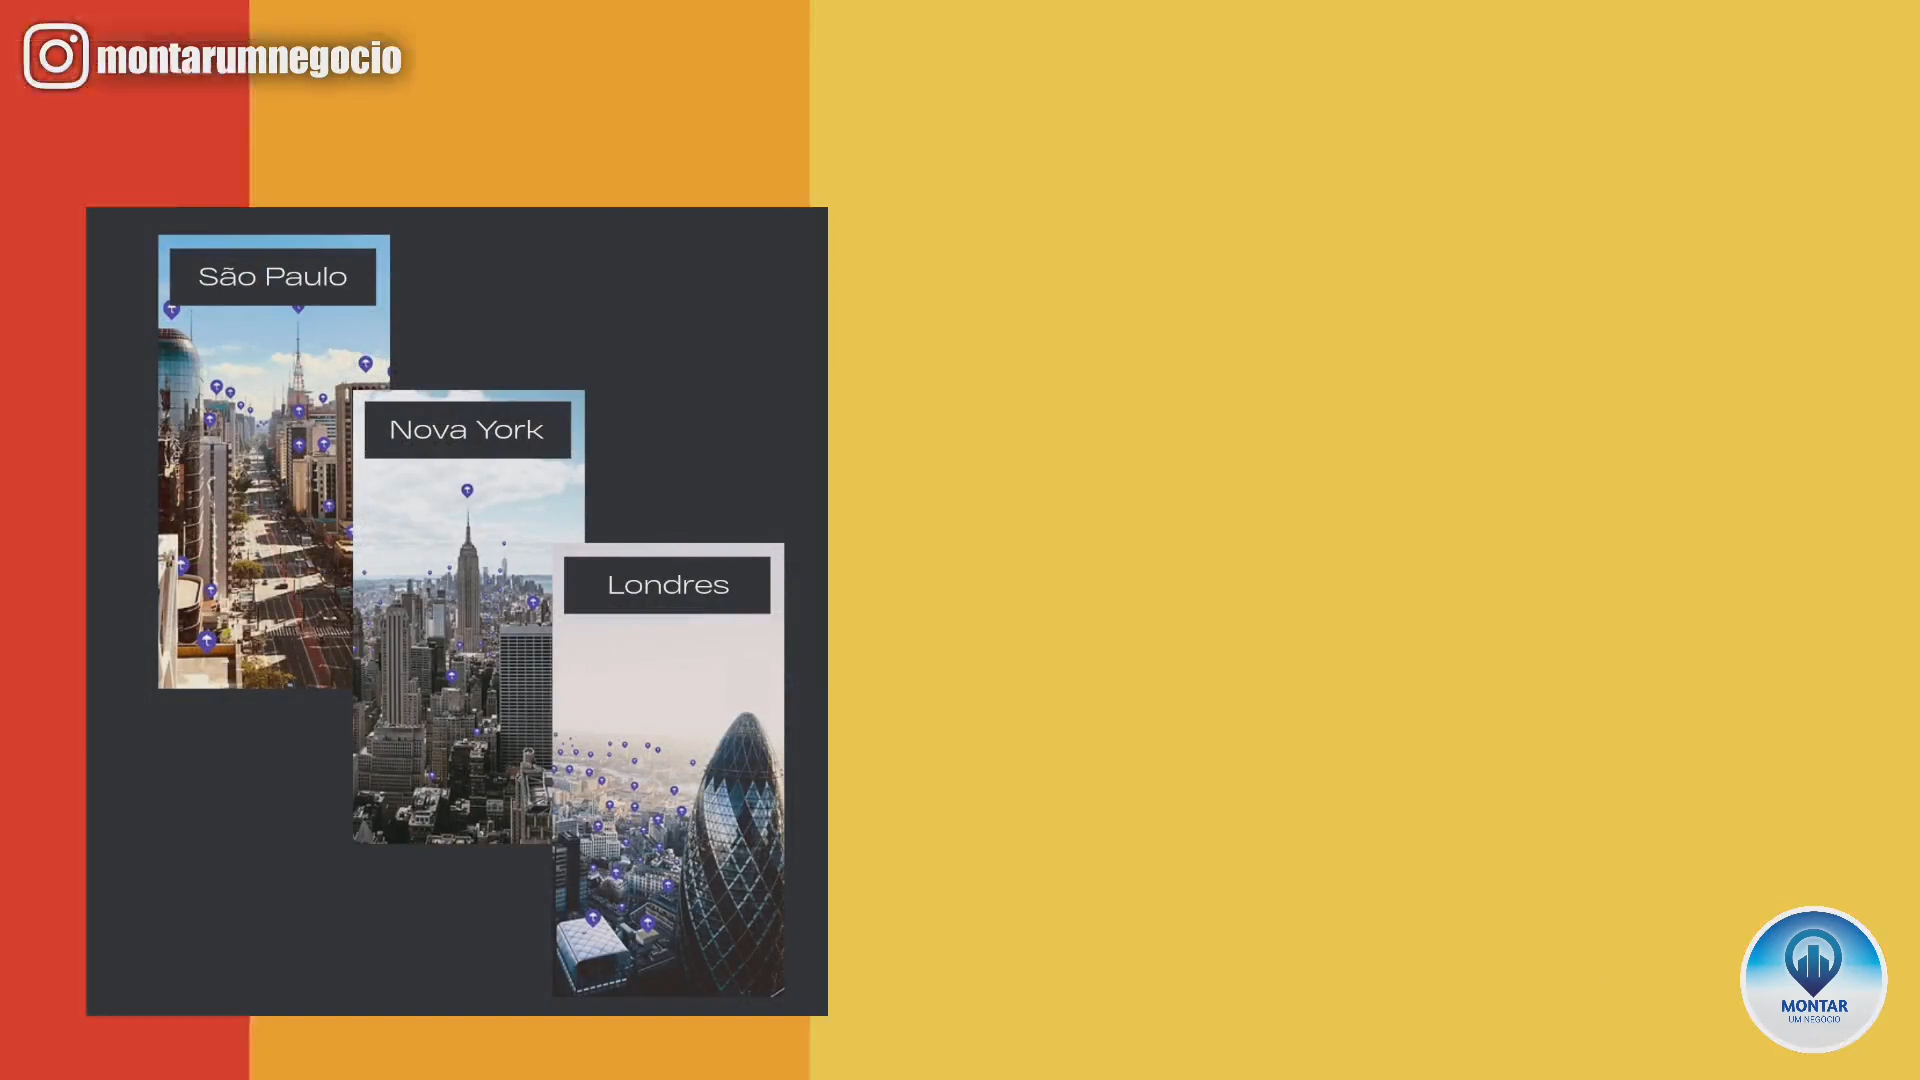 montarumnegocio
São Paulo
Nova York
Londres
MONTAR
UM NEGÓCIO